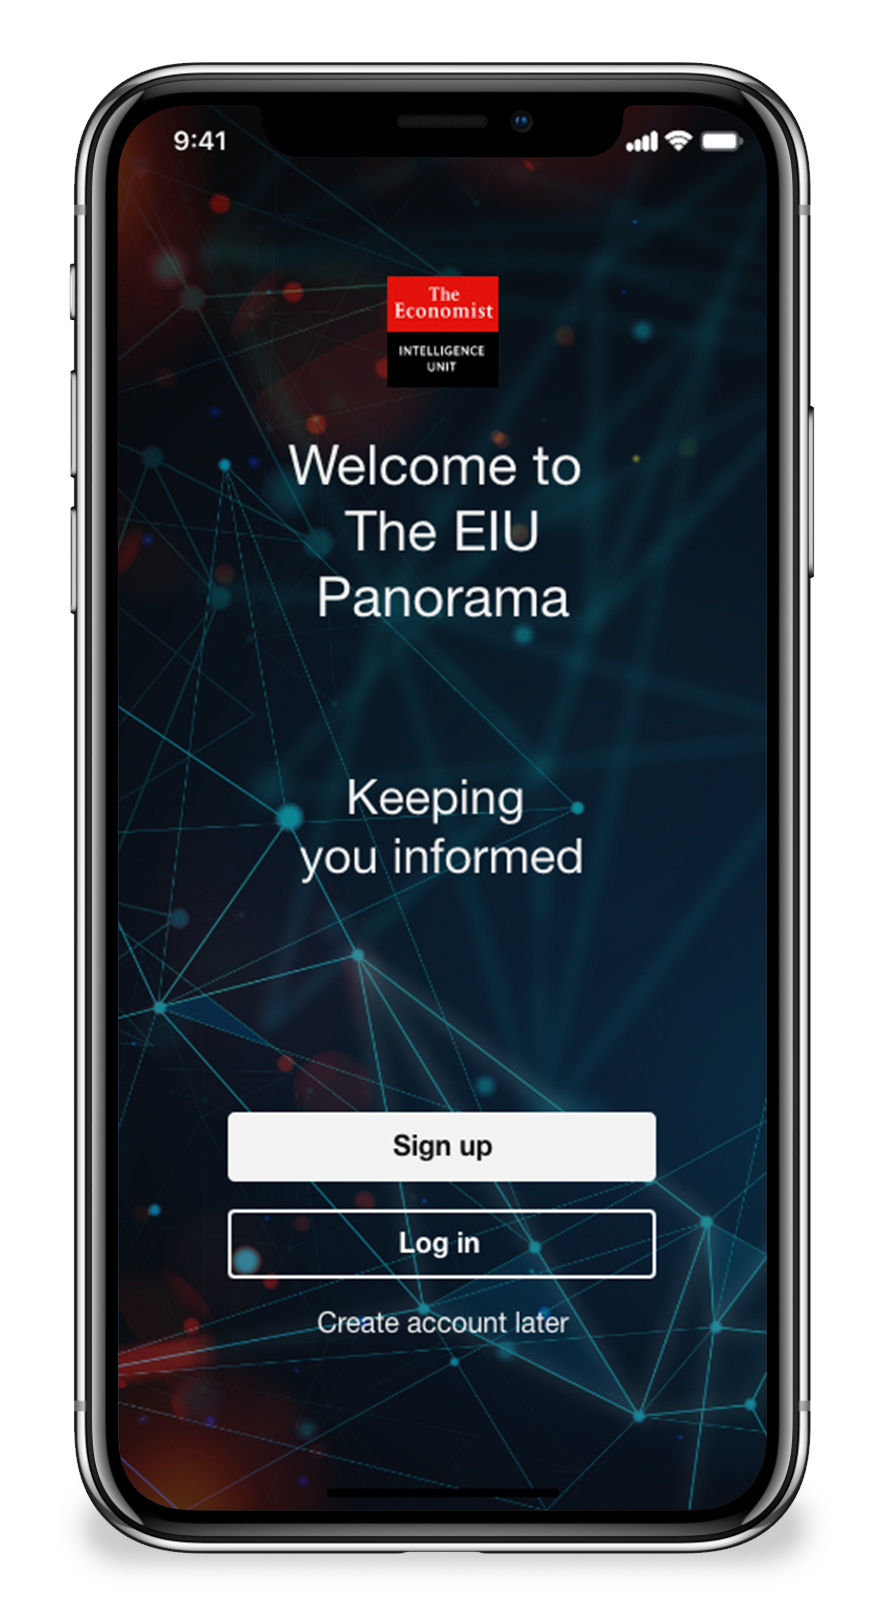 9:41
The
Economist
INTELLIGENCE
UNIT
Welcome to
The EIU
Panorama
Keeping
you informed
Sign up
Log in
Create account later